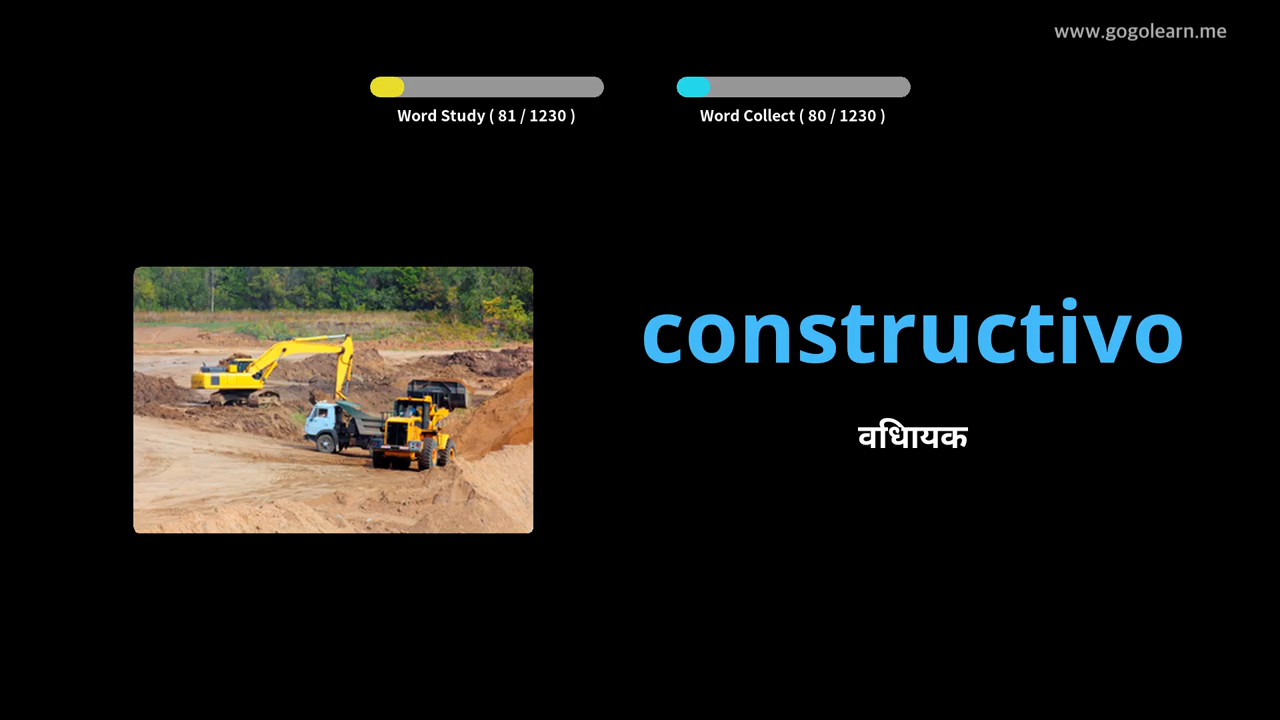 www.gogolearn.me
Word Study ( 81 / 1230 )
Word Collect ( 80 / 1230 )
constructivo
वधिायक